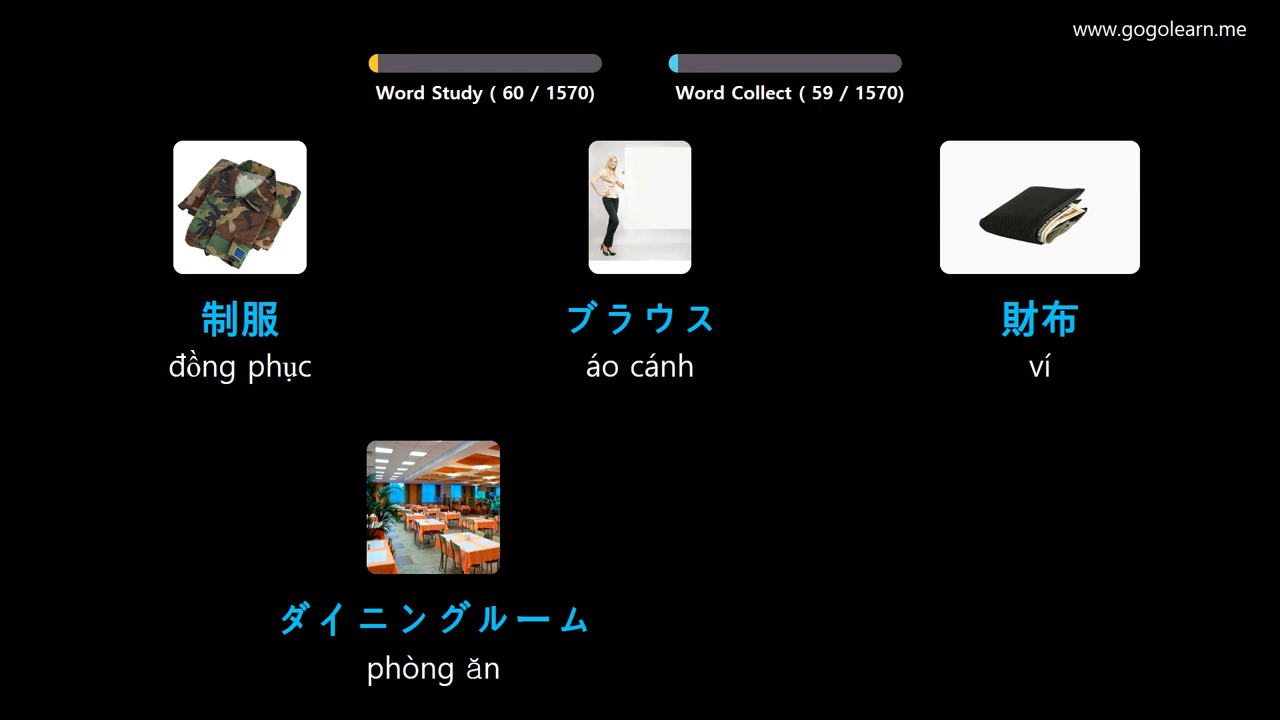 www.gogolearn.me
Word Study ( 60 / 1570)
Word Collect ( 59 / 1570)
制服
ブラウス
財布
đồng phục
áo cánh
ví
ダイニングルーム
phòng ăn